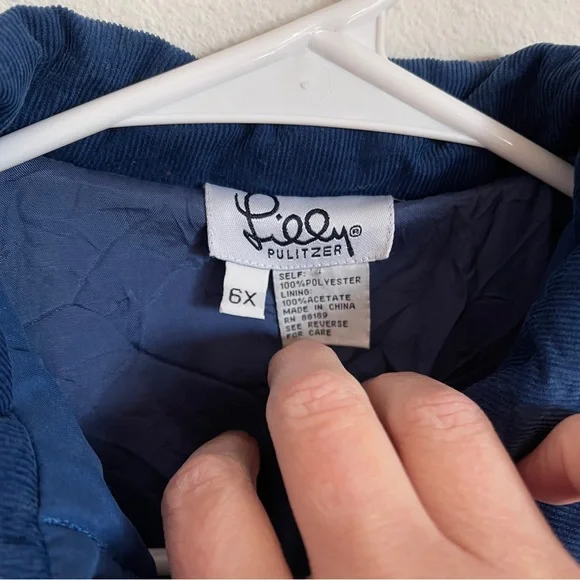 Lilly®
PULITZER
6X
SELF:
100%POLYESTER
LINING:
100%ACETATE
MADE IN CHINA
RN 88189
SEE REVERSE
FOR CARE